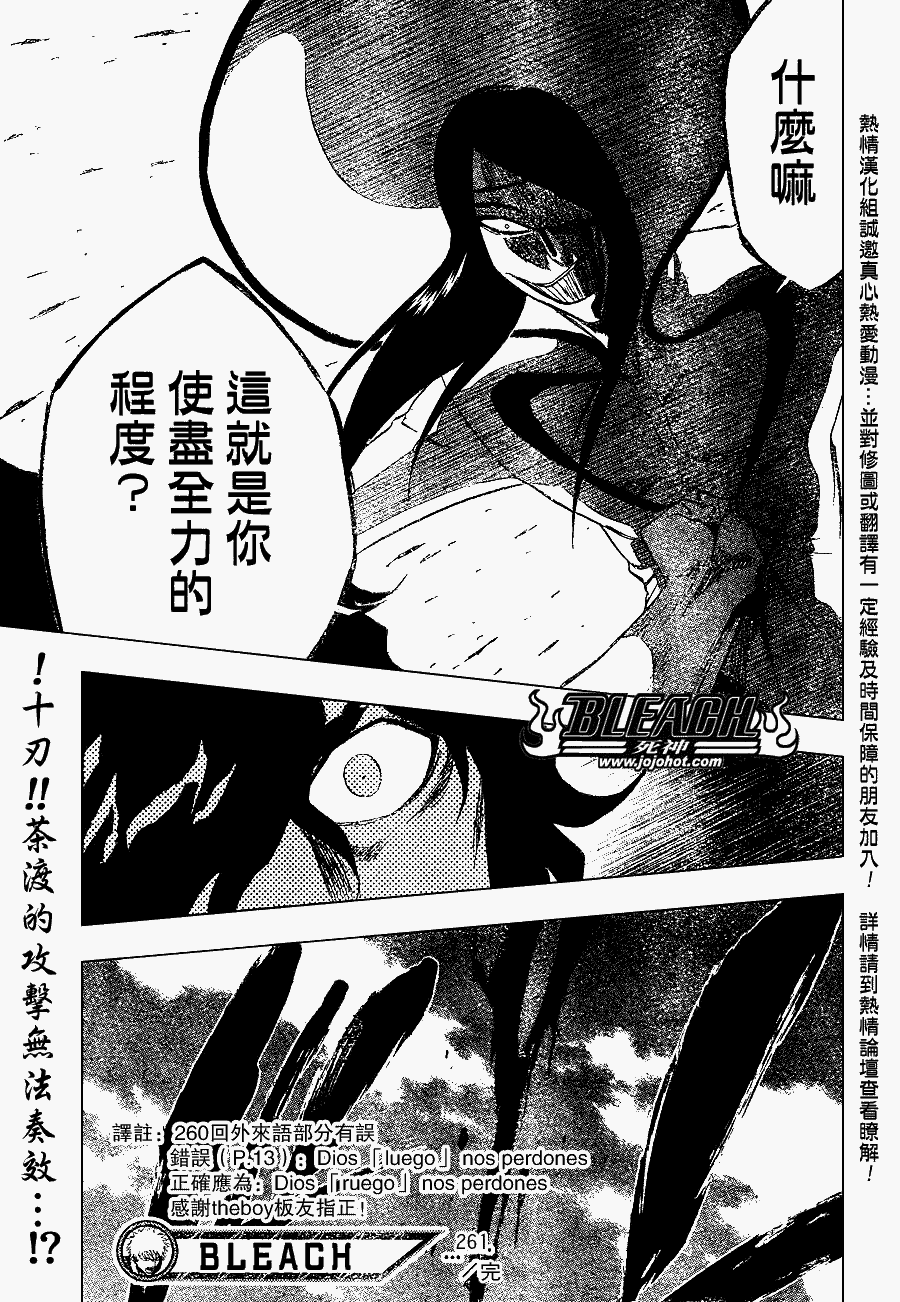 什麼嘛
這就是你
使盡全力的
程度？
熱情漢化組誠邀真心熱愛動漫…並對修圖或翻譯有一定經驗及時間保障的朋友加入！ 詳情請到熱情論壇查看瞭解！
BLEACH
死神
www.jojohot.com
！十刃!!茶渡的攻擊無法奏效…!?
譯註：260回外來語部分有誤
錯誤（P.13）：Dios「luego」nos perdones
正確應為：Dios「ruego」nos perdones
感謝theboy板友指正！
BLEACH
261.
…／完